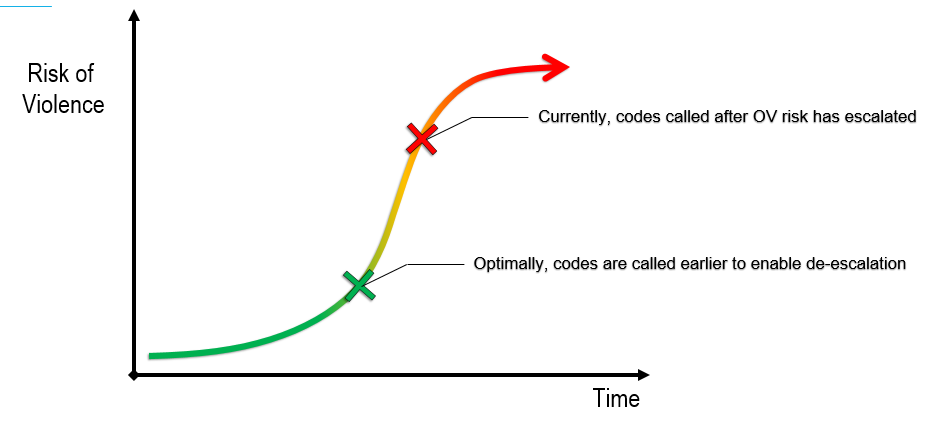 Risk of
Violence
Currently, codes called after OV risk has escalated
Optimally, codes are called earlier to enable de-escalation
Time